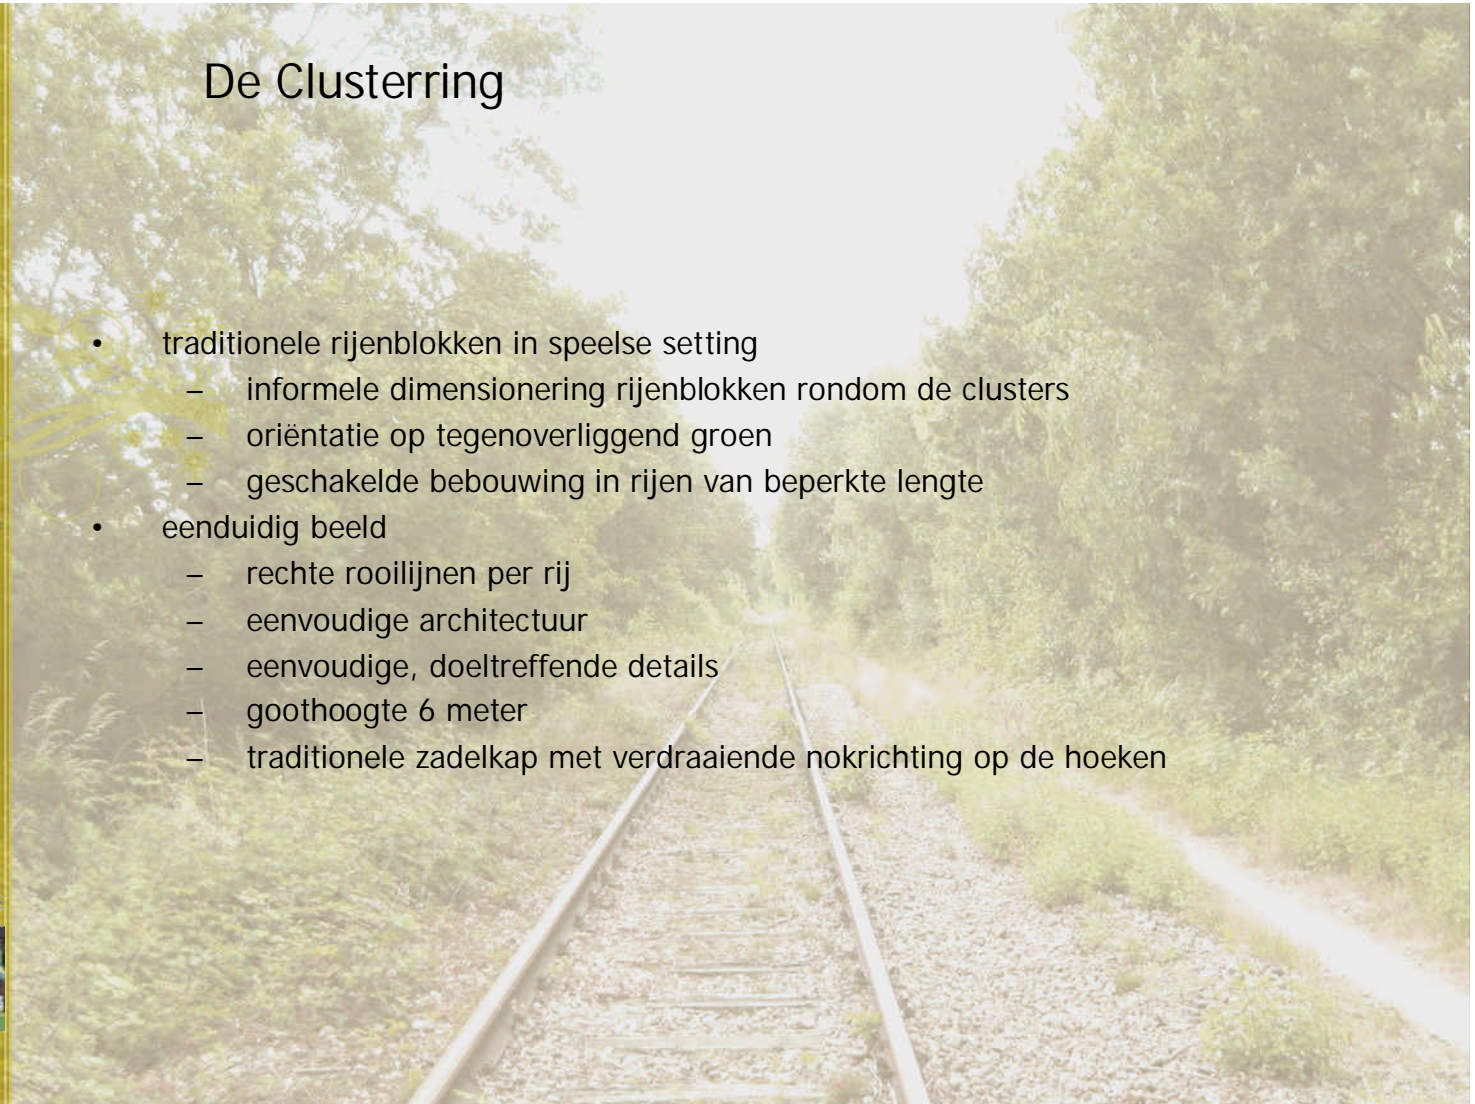 De Clusterring
• traditionele rijenblokken in speelse setting
– informele dimensionering rijenblokken rondom de clusters
– oriëntatie op tegenoverliggend groen
– geschakelde bebouwing in rijen van beperkte lengte
• eenduidig beeld
– rechte rooilijnen per rij
– eenvoudige architectuur
– eenvoudige, doeltreffende details
– goothoogte 6 meter
– traditionele zadelkap met verdraaiende nokrichting op de hoeken